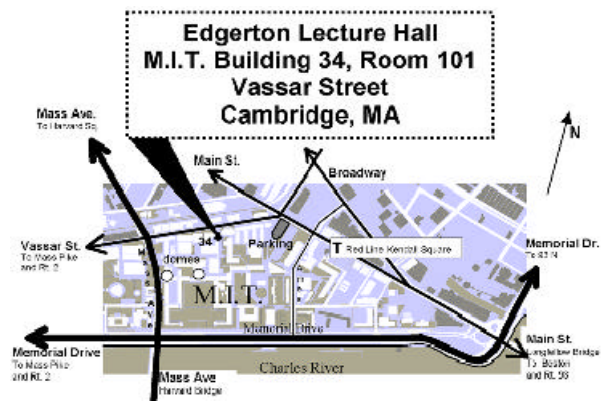 Edgerton Lecture Hall
M.I.T. Building 34, Room 101
Vassar Street
Cambridge, MA
Mass Ave.
To Harvard Sq.
Main St.
Broadway
N
Vassar St.
To Mass Pike
and Rt. 2
34
Parking
T Red Line Kendall Square
Memorial Dr.
To 93 N
domes
Mass Ave
M.I.T.
Memorial Drive
Memorial Drive
To Mass Pike
and Rt. 2
Main St.
Longfellow Bridge
To Boston
and Rt. 93
Mass Ave
Harvard Bridge
Charles River